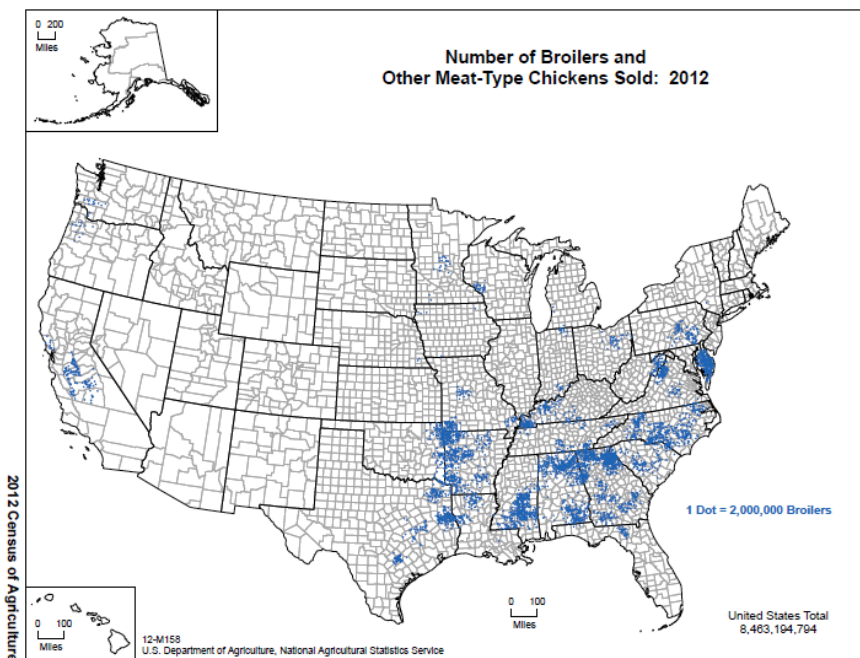 0 200
Miles
Number of Broilers and
Other Meat-Type Chickens Sold: 2012
1 Dot = 2,000,000 Broilers
2012 Census of Agriculture
0 100
Miles
0 100
Miles
United States Total
8,463,194,794
12-M158
U.S. Department of Agriculture, National Agricultural Statistics Service